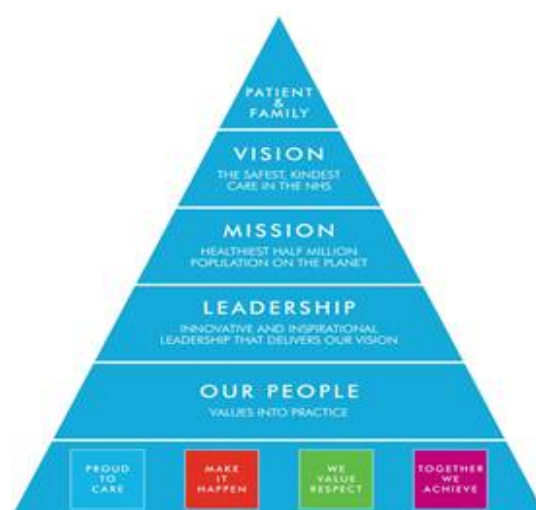 PATIENT
&
FAMILY
VISION
THE SAFEST, KINDEST
CARE IN THE NHS
MISSION
HEALTHIEST HALF MILLION
POPULATION ON THE PLANET
LEADERSHIP
INNOVATIVE AND INSPIRATIONAL
LEADERSHIP THAT DELIVERS OUR VISION
OUR PEOPLE
VALUES INTO PRACTICE
PROUD
TO
CARE
MAKE
IT
HAPPEN
WE
VALUE
RESPECT
TOGETHER
WE
ACHIEVE